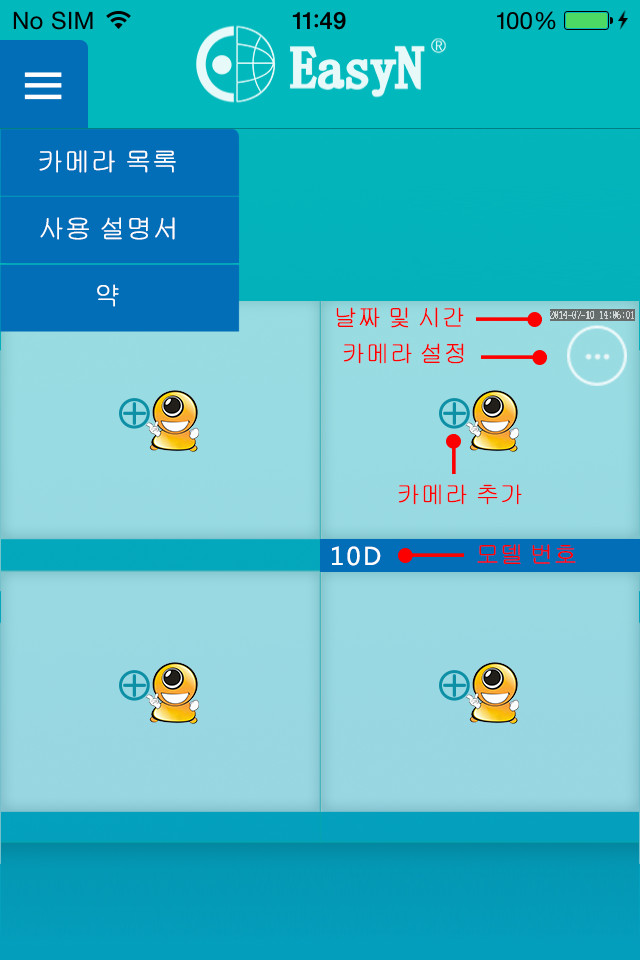 No SIM 11:49 100%
EasyN®
카메라 목록
사용 설명서
약
날짜 및 시간 2014-07-10 14:06:01
카메라 설정
카메라 추가
10D 모델 번호